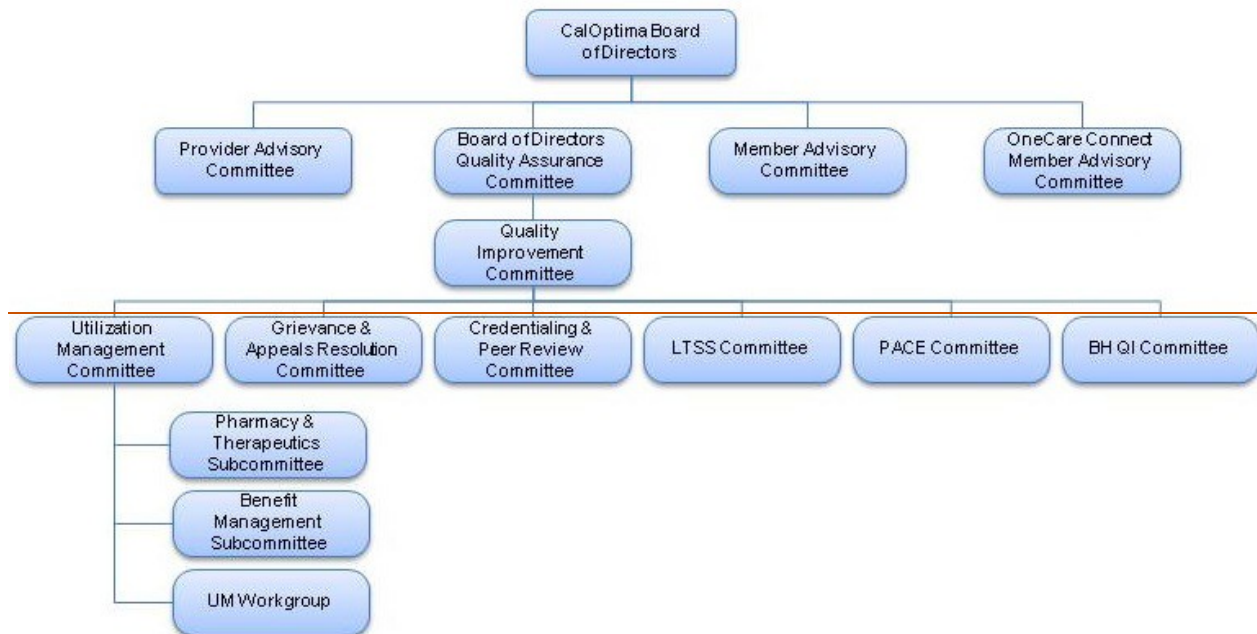 CalOptima Board
of Directors
Provider Advisory
Committee
Board of Directors
Quality Assurance
Committee
Member Advisory
Committee
OneCare Connect
Member Advisory
Committee
Quality
Improvement
Committee
Utilization
Management
Committee
Grievance &
Appeals Resolution
Committee
Credentialing &
Peer Review
Committee
LTSS Committee
PACE Committee
BH QI Committee
Pharmacy &
Therapeutics
Subcommittee
Benefit
Management
Subcommittee
UM Workgroup